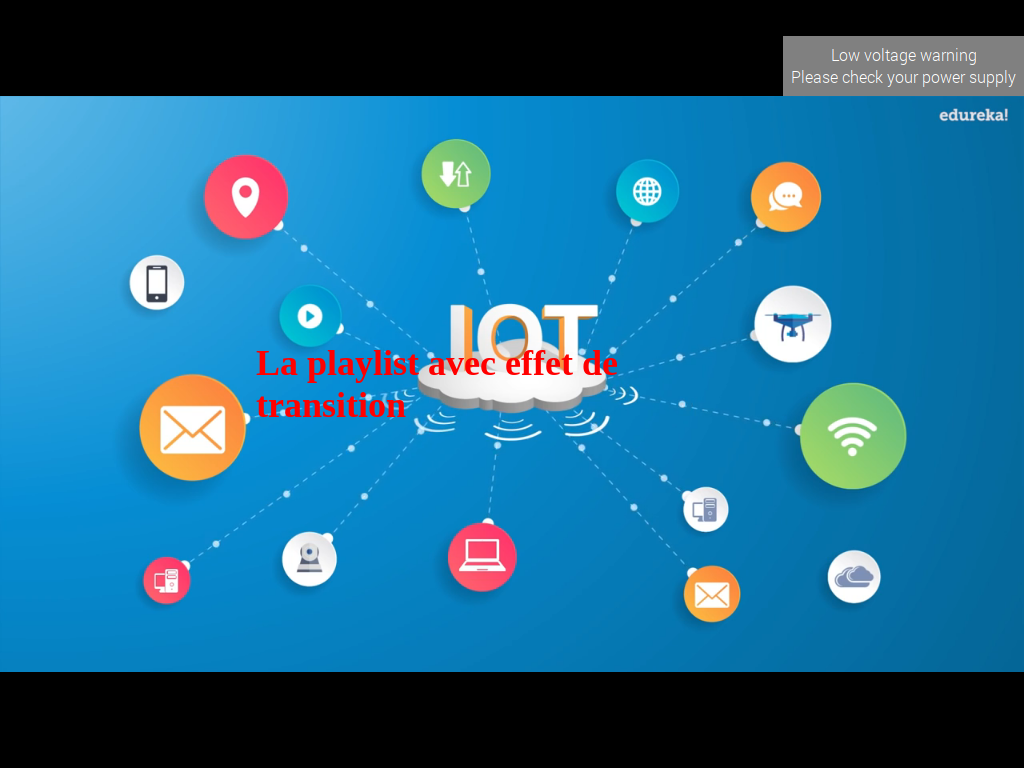 Low voltage warning
Please check your power supply
edureka!
IOT
La playlist avec effet de
transition